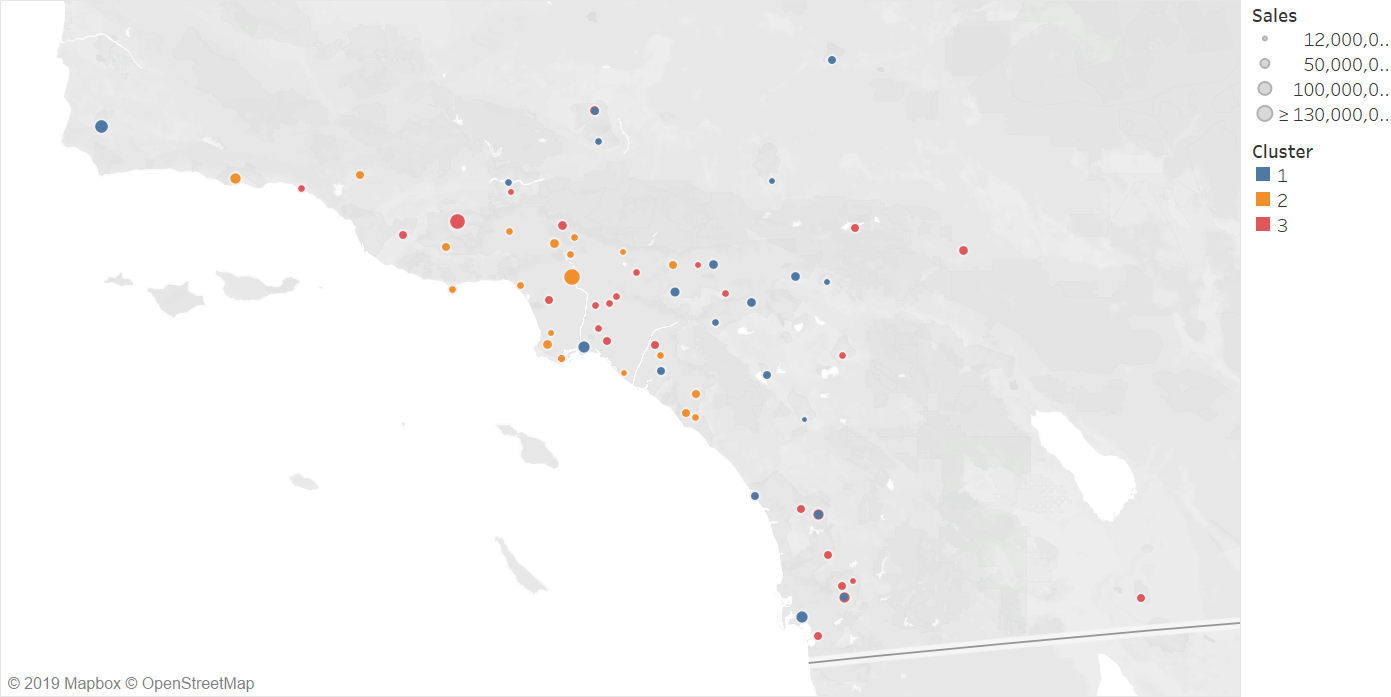 Sales
12,000,0..
50,000,0..
100,000,0..
≥ 130,000,0..
Cluster
1
2
3
© 2019 Mapbox © OpenStreetMap